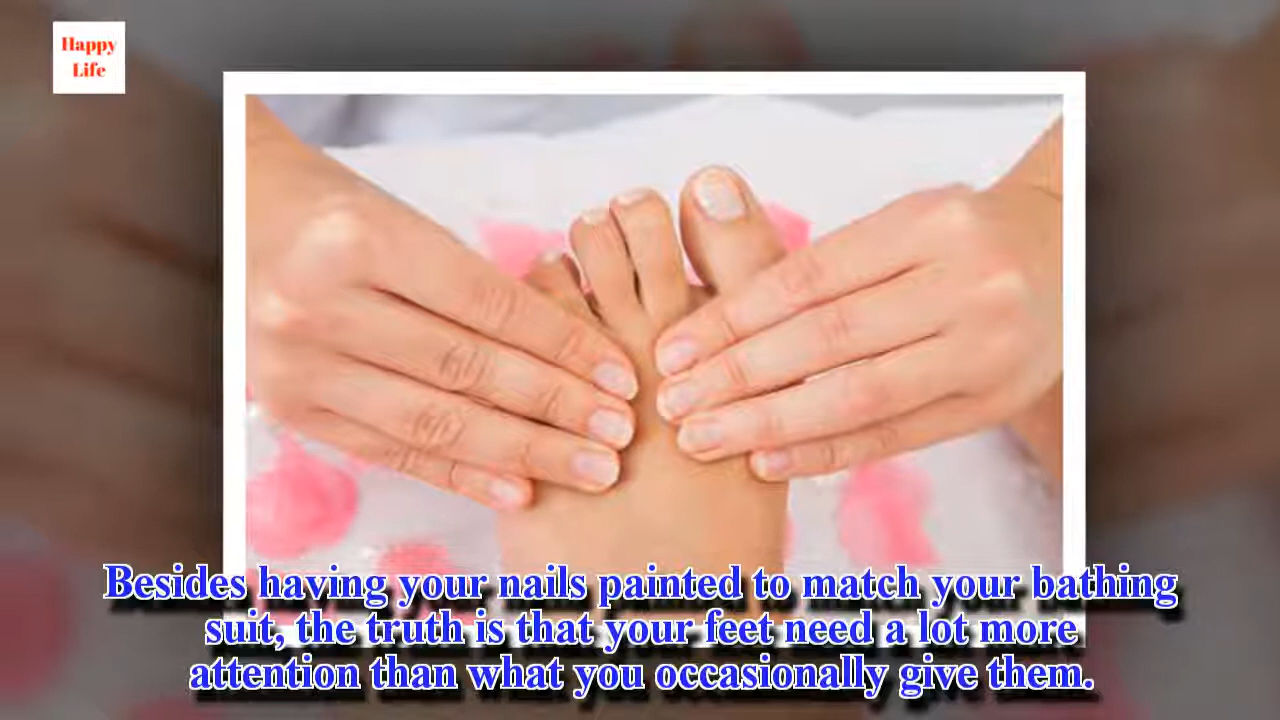 Happy
Life
Besides having your nails painted to match your bathing
suit, the truth is that your feet need a lot more
attention than what you occasionally give them.